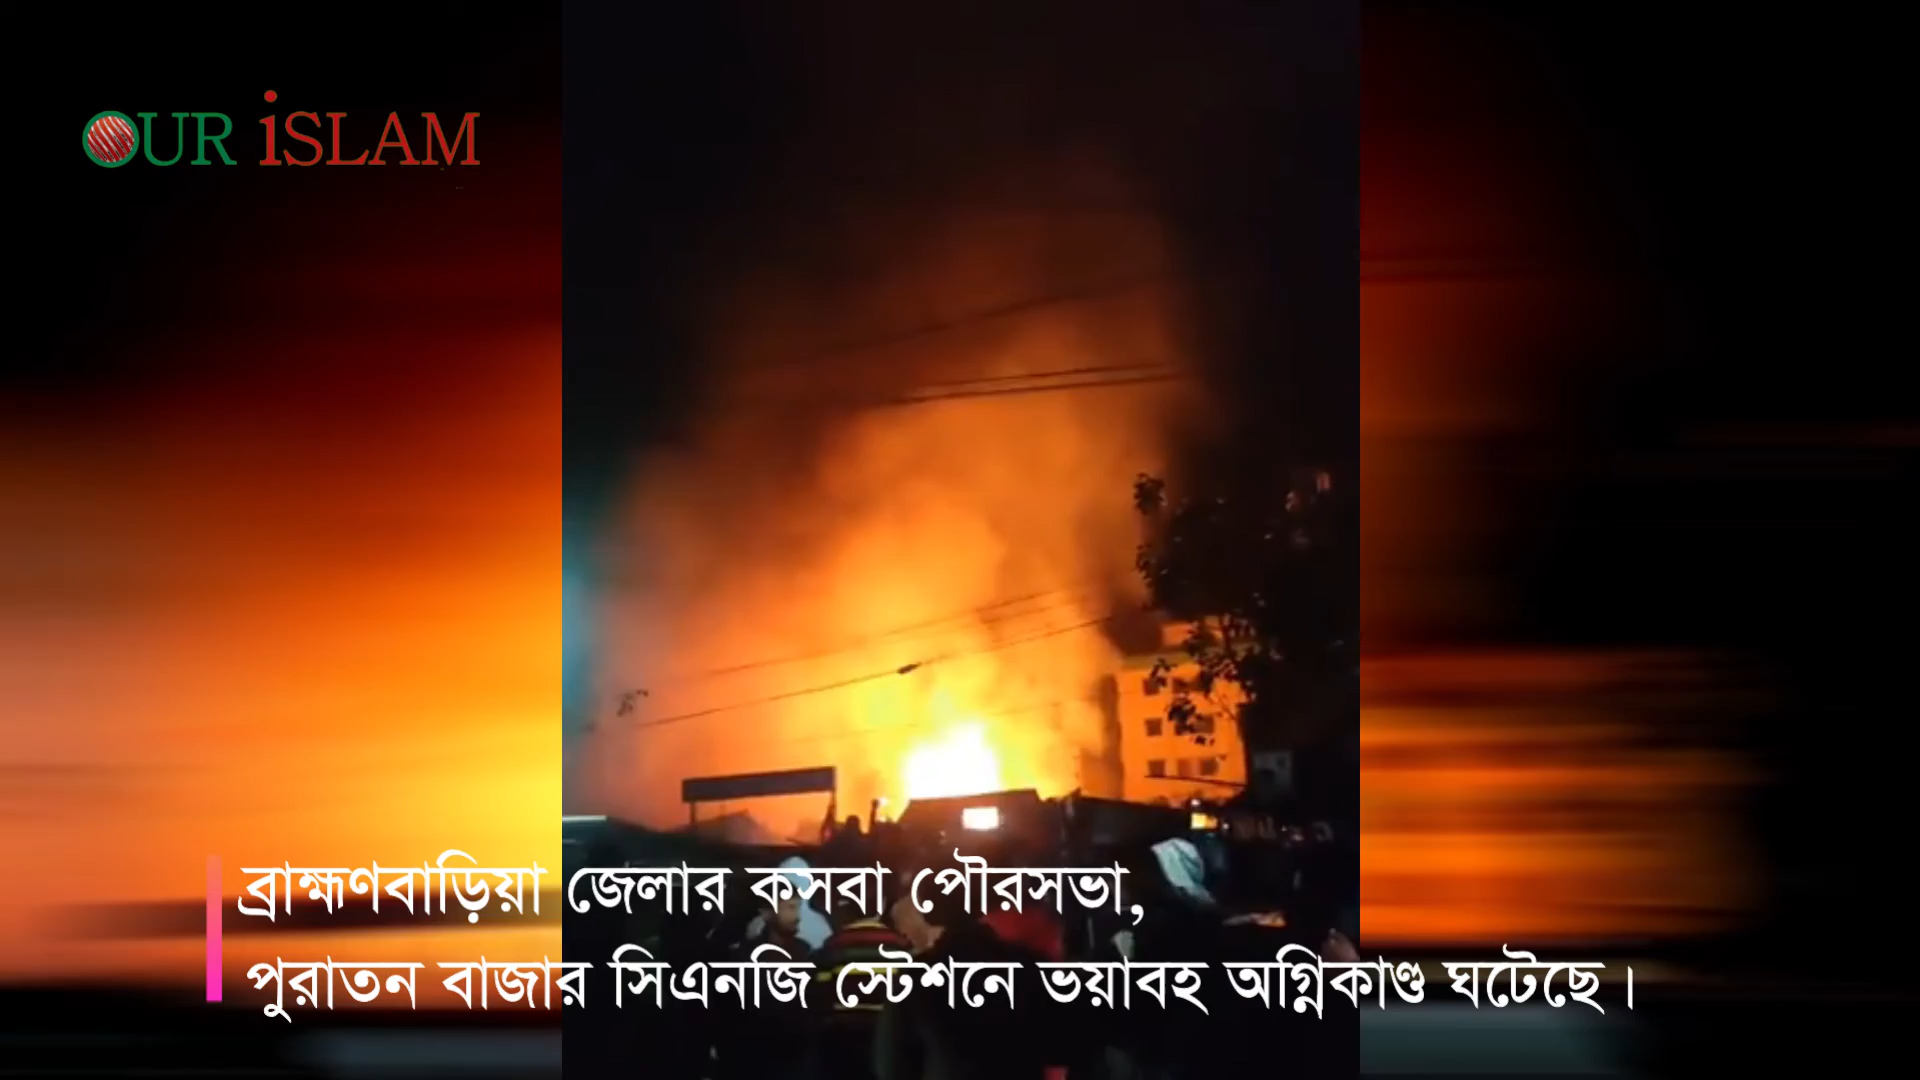 OUR iSLAM
ব্রাহ্মণবাড়িয়া জেলার কসবা পৌরসভা,
পুরাতন বাজার সিএনজি স্টেশনে ভয়াবহ অগ্নিকাণ্ড ঘটেছে।